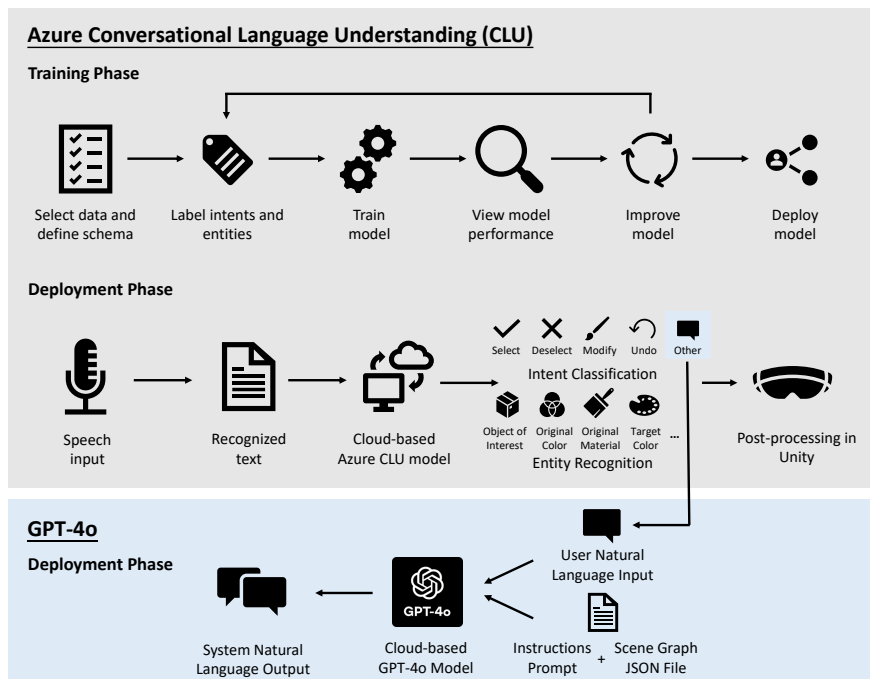 Azure Conversational Language Understanding (CLU)
Training Phase
Select data and
define schema
Label intents and
entities
Train
model
View model
performance
Improve
model
Deploy
model
Deployment Phase
Select
Deselect
Modify
Undo
Other
Intent Classification
Object of
Interest
Original
Color
Original
Material
Target
Color
...
Entity Recognition
Speech
input
Recognized
text
Cloud-based
Azure CLU model
Post-processing in
Unity
GPT-4o
Deployment Phase
User Natural
Language Input
GPT-4o
System Natural
Language Output
Cloud-based
GPT-4o Model
Instructions
Prompt
+
Scene Graph
JSON File